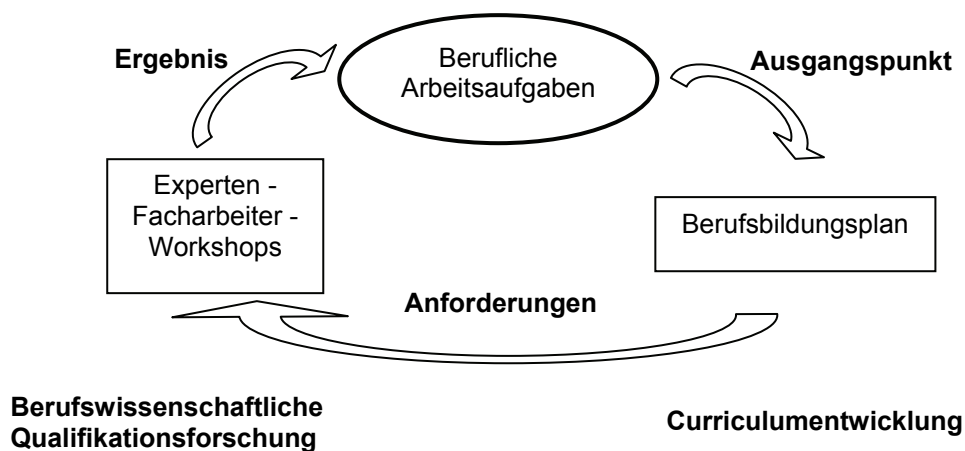 Ergebnis
Berufliche
Arbeitsaufgaben
Ausgangspunkt
Experten -
Facharbeiter -
Workshops
Berufsbildungsplan
Anforderungen
Berufswissenschaftliche
Qualifikationsforschung
Curriculumentwicklung